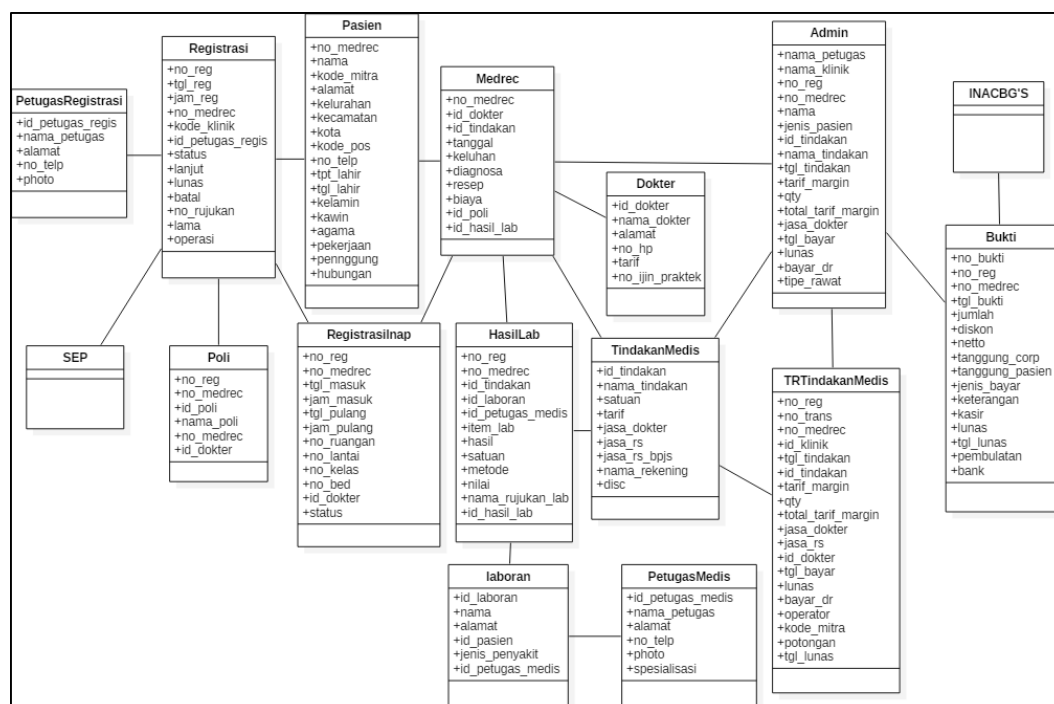 PetugasRegistrasi
+id_petugas_regis
+nama_petugas
+alamat
+no_telp
+photo
Registrasi
+no_reg
+tgl_reg
+jam_reg
+no_medrec
+kode_klinik
+id_petugas_regis
+status
+lanjut
+lunas
+batal
+no_rujukan
+lama
+operasi
Pasien
+no_medrec
+nama
+kode_mitra
+alamat
+kelurahan
+kecamatan
+kota
+kode_pos
+no_telp
+tpt_lahir
+tgl_lahir
+kelamin
+kawin
+agama
+pekerjaan
+pennggung
+hubungan
Medrec
+no_medrec
+id_dokter
+id_tindakan
+tanggal
+keluhan
+diagnosa
+resep
+biaya
+id_poli
+id_hasil_lab
Dokter
+id_dokter
+nama_dokter
+alamat
+no_hp
+tarif
+no_ijin_praktek
Admin
+nama_petugas
+nama_klinik
+no_reg
+no_medrec
+nama
+jenis_pasien
+id_tindakan
+nama_tindakan
+tgl_tindakan
+tarif_margin
+qty
+total_tarif_margin
+jasa_dokter
+tgl_bayar
+lunas
+bayar_dr
+tipe_rawat
INACBG'S
Bukti
+no_bukti
+no_reg
+no_medrec
+tgl_bukti
+jumlah
+diskon
+netto
+tanggung_corp
+tanggung_pasien
+jenis_bayar
+keterangan
+kasir
+lunas
+tgl_lunas
+pembulatan
+bank
SEP
Poli
+no_reg
+no_medrec
+id_poli
+nama_poli
+no_medrec
+id_dokter
RegistrasiInap
+no_reg
+no_medrec
+tgl_masuk
+jam_masuk
+tgl_pulang
+jam_pulang
+no_ruangan
+no_lantai
+no_kelas
+no_bed
+id_dokter
+status
HasilLab
+no_reg
+no_medrec
+id_tindakan
+id_laboran
+id_petugas_medis
+item_lab
+hasil
+satuan
+metode
+nilai
+nama_rujukan_lab
+id_hasil_lab
TindakanMedis
+id_tindakan
+nama_tindakan
+satuan
+tarif
+jasa_dokter
+jasa_rs
+jasa_rs_bpjs
+nama_rekening
+disc
TRTindakanMedis
+no_reg
+no_trans
+no_medrec
+id_klinik
+tgl_tindakan
+id_tindakan
+tarif_margin
+qty
+total_tarif_margin
+jasa_dokter
+jasa_rs
+id_dokter
+tgl_bayar
+lunas
+bayar_dr
+operator
+kode_mitra
+potongan
+tgl_lunas
laboran
+id_laboran
+nama
+alamat
+id_pasien
+jenis_penyakit
+id_petugas_medis
PetugasMedis
+id_petugas_medis
+nama_petugas
+alamat
+no_telp
+photo
+spesialisasi